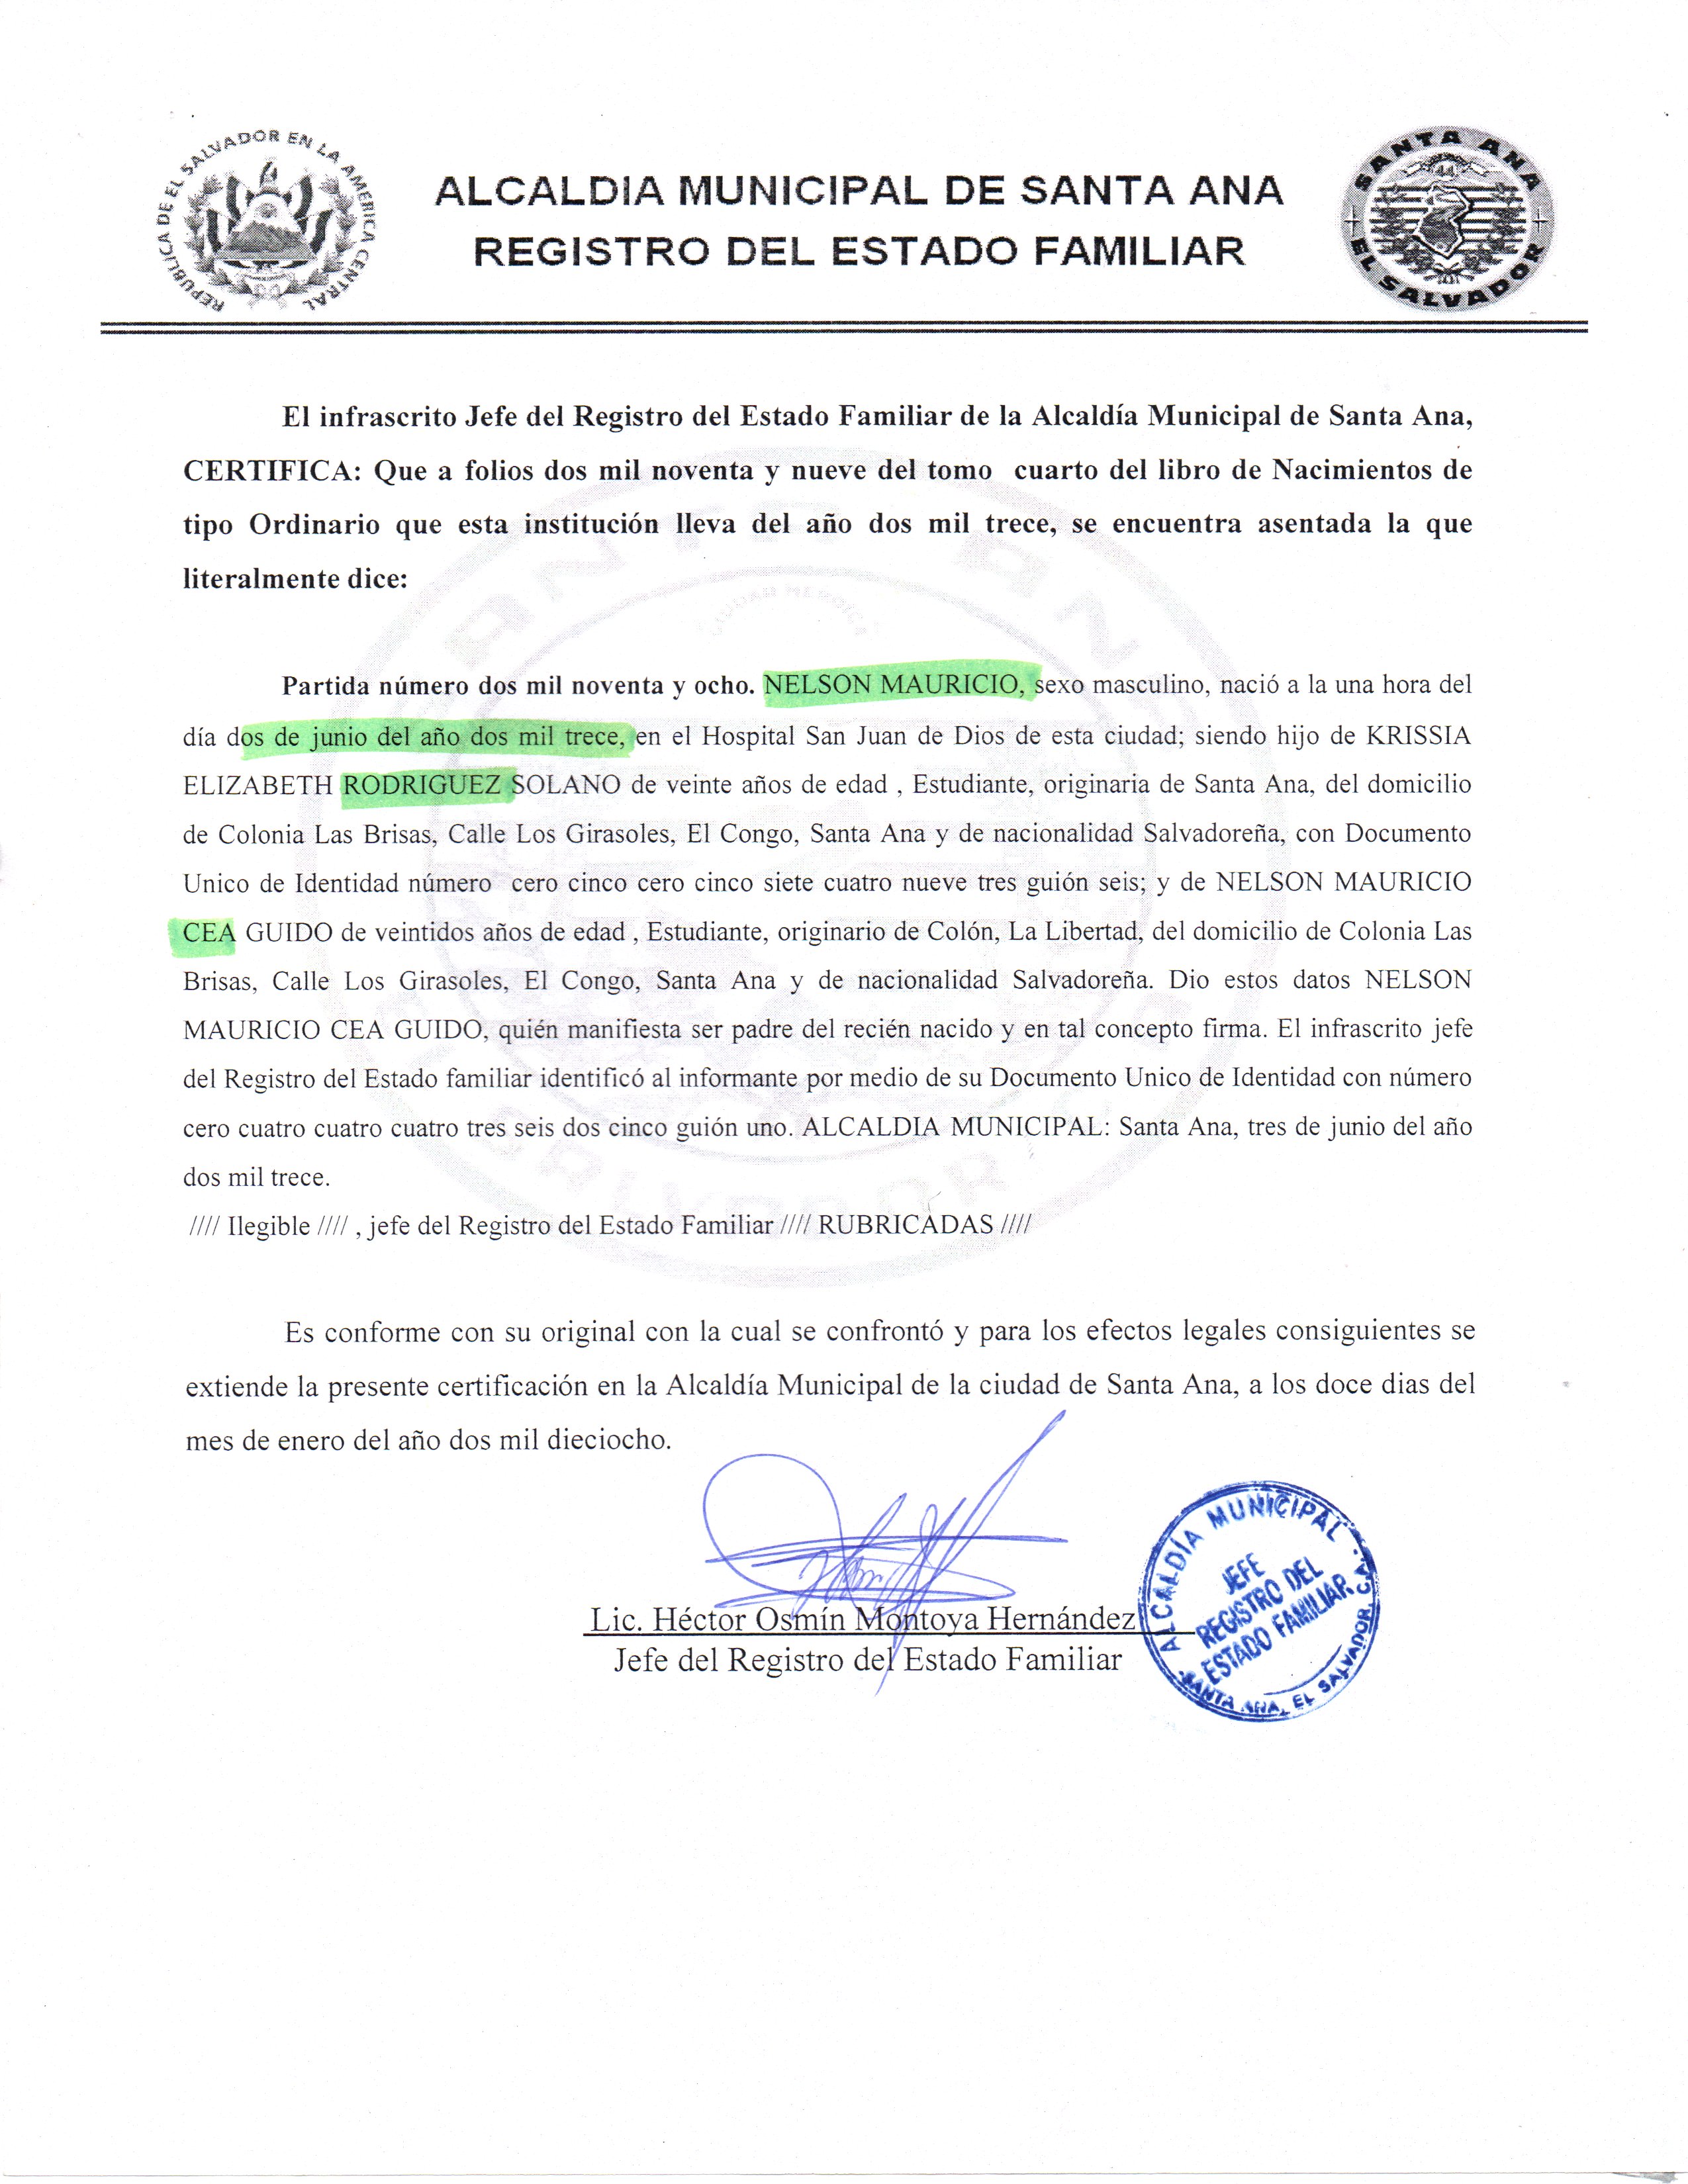 REPUBLICA DE EL SALVADOR EN LA AMERICA CENTRAL
ALCALDIA MUNICIPAL DE SANTA ANA
REGISTRO DEL ESTADO FAMILIAR
SANTA ANA
EL SALVADOR
El infrascrito Jefe del Registro del Estado Familiar de la Alcaldía Municipal de Santa Ana,
CERTIFICA: Que a folios dos mil noventa y nueve del tomo cuarto del libro de Nacimientos de
tipo Ordinario que esta institución lleva del año dos mil trece, se encuentra asentada la que
literalmente dice:
Partida número dos mil noventa y ocho. NELSON MAURICIO, sexo masculino, nació a la una hora del
día dos de junio del año dos mil trece, en el Hospital San Juan de Dios de esta ciudad; siendo hijo de KRISSIA
ELIZABETH RODRIGUEZ SOLANO de veinte años de edad , Estudiante, originaria de Santa Ana, del domicilio
de Colonia Las Brisas, Calle Los Girasoles, El Congo, Santa Ana y de nacionalidad Salvadoreña, con Documento
Unico de Identidad número cero cinco cero cinco siete cuatro nueve tres guión seis; y de NELSON MAURICIO
CEA GUIDO de veintidos años de edad , Estudiante, originario de Colón, La Libertad, del domicilio de Colonia Las
Brisas, Calle Los Girasoles, El Congo, Santa Ana y de nacionalidad Salvadoreña. Dio estos datos NELSON
MAURICIO CEA GUIDO, quién manifiesta ser padre del recién nacido y en tal concepto firma. El infrascrito jefe
del Registro del Estado familiar identificó al informante por medio de su Documento Unico de Identidad con número
cero cuatro cuatro cuatro tres seis dos cinco guión uno. ALCALDIA MUNICIPAL: Santa Ana, tres de junio del año
dos mil trece.
//// Ilegible //// , jefe del Registro del Estado Familiar //// RUBRICADAS ////
Es conforme con su original con la cual se confrontó y para los efectos legales consiguientes se
extiende la presente certificación en la Alcaldía Municipal de la ciudad de Santa Ana, a los doce dias del
mes de enero del año dos mil dieciocho.
Lic. Héctor Osmín Montoya Hernández
Jefe del Registro del Estado Familiar
ALCALDÍA MUNICIPAL
JEFE
REGISTRO DEL
ESTADO FAMILIAR
SANTA ANA, EL SALVADOR, C.A.